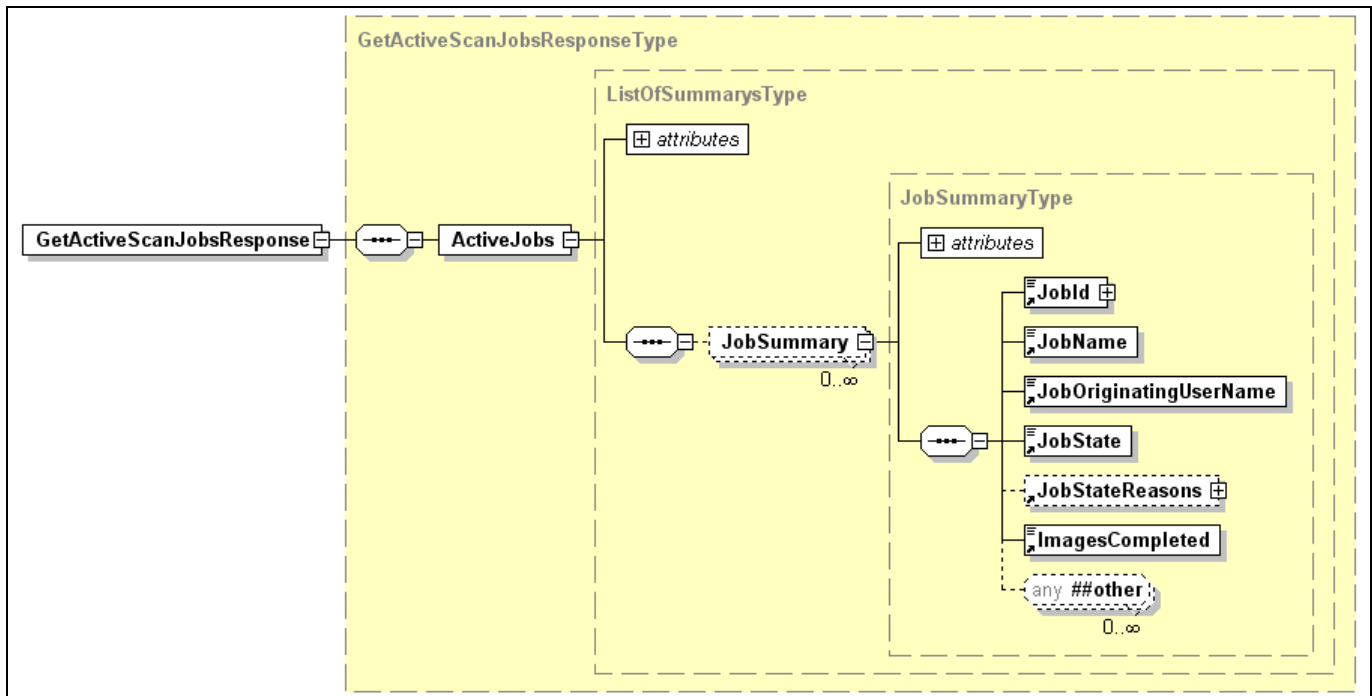 GetActiveScanJobsResponseType
ListOfSummarysType
attributes
JobSummaryType
GetActiveScanJobsResponse
ActiveJobs
attributes
JobId
JobSummary
0..∞
JobName
JobOriginatingUserName
JobState
JobStateReasons
ImagesCompleted
any ##other
0..∞